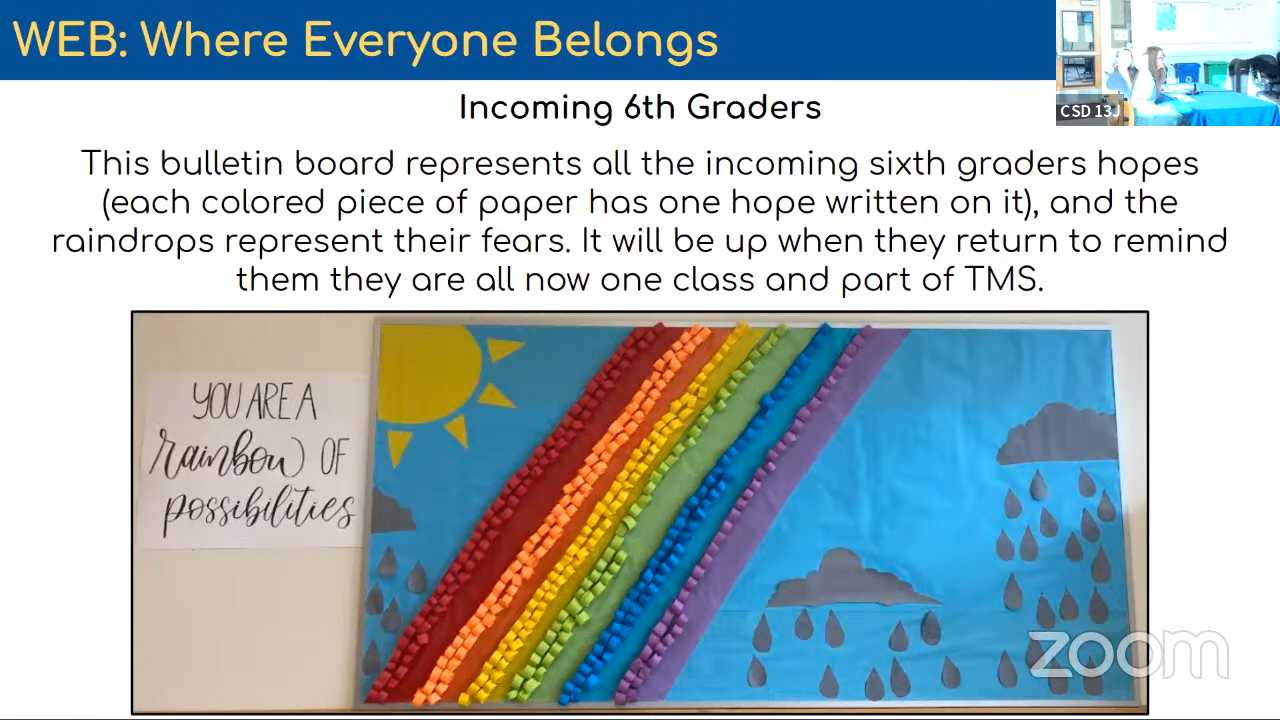 WEB: Where Everyone Belongs
CSD 13J
Incoming 6th Graders
This bulletin board represents all the incoming sixth graders hopes
(each colored piece of paper has one hope written on it), and the
raindrops represent their fears. It will be up when they return to remind
them they are all now one class and part of TMS.
YOU ARE A
rainbow OF
possibilities
zoom